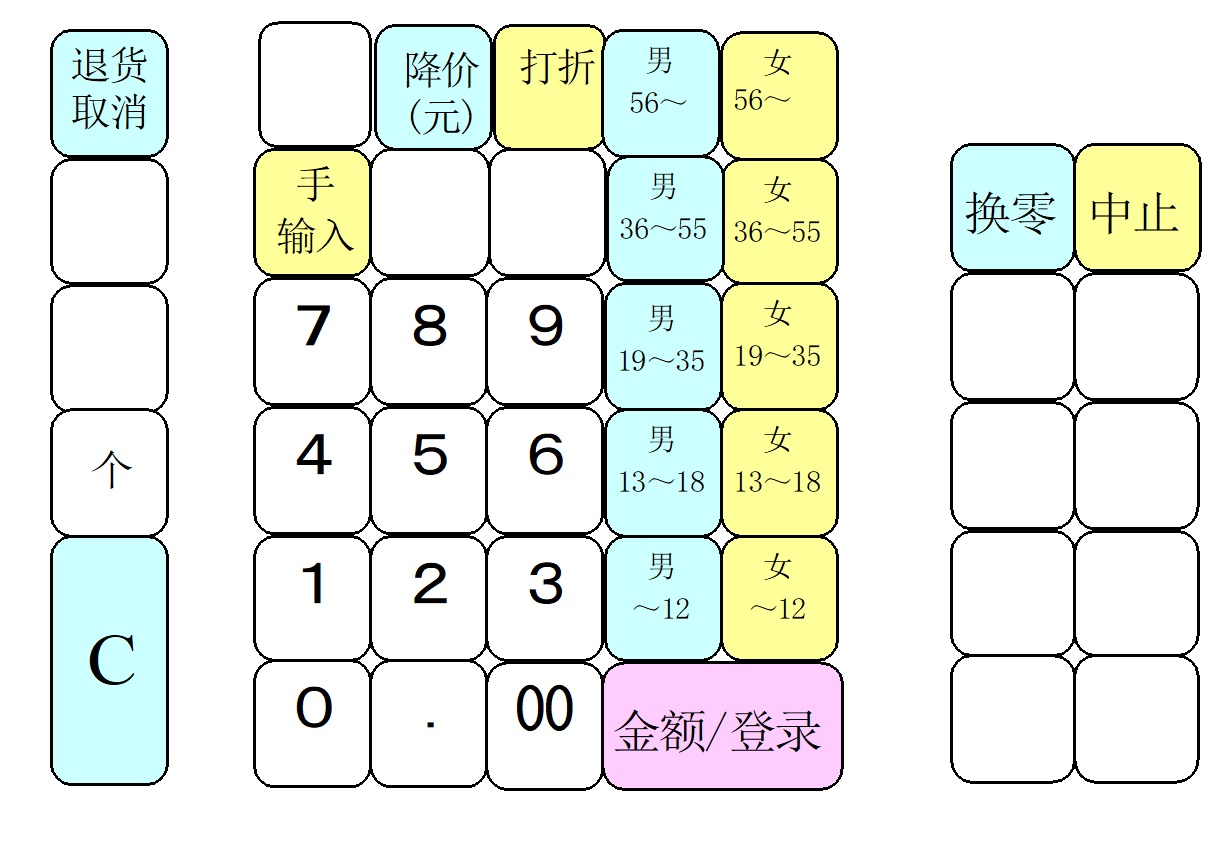 退货
取消
降价
(元)
打折
男
56～
女
56～
手
输入
男
36～55
女
36～55
换零
中止
7
8
9
男
19～35
女
19～35
个
4
5
6
男
13～18
女
13～18
C
1
2
3
男
～12
女
～12
0
.
00
金额/登录